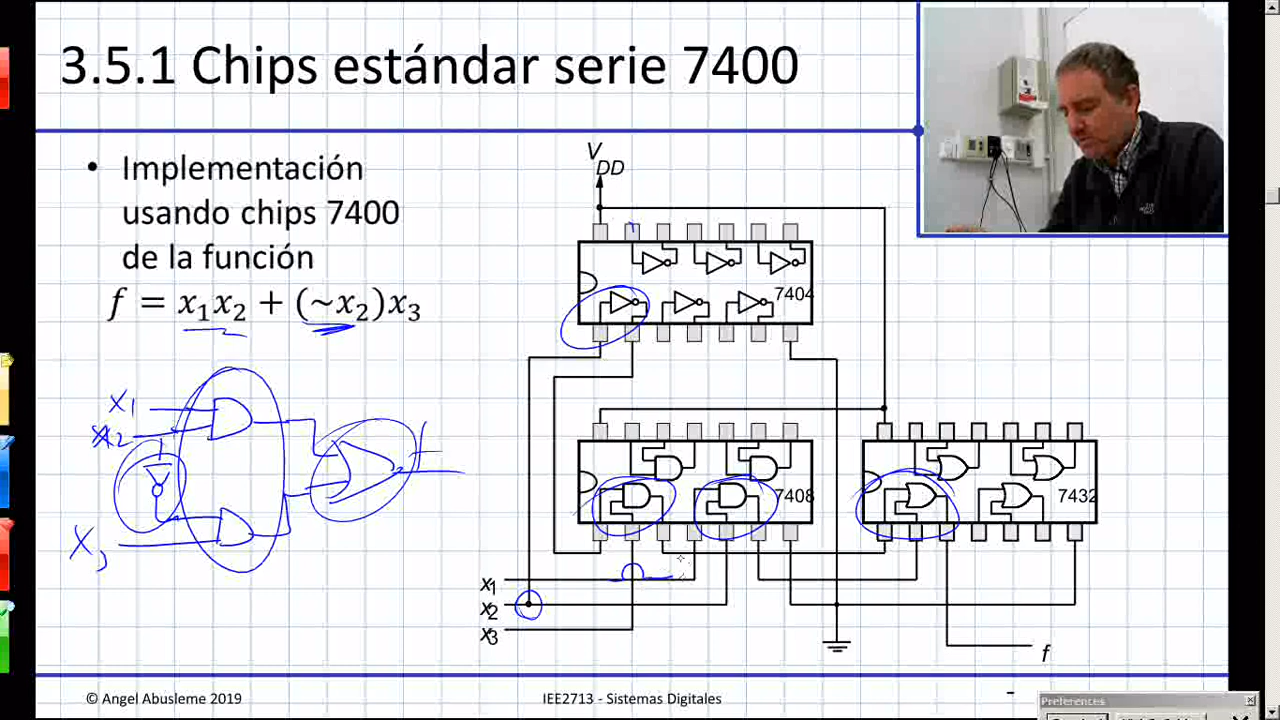 3.5.1 Chips estándar serie 7400
• Implementación
usando chips 7400
de la función
f = x₁x₂ + (~x₂)x₃
V
DD
7404
7408
7432
x1
x2
x3
f
X1
X2
X3
f
© Angel Abusleme 2019
IEE2713 - Sistemas Digitales
Preferences